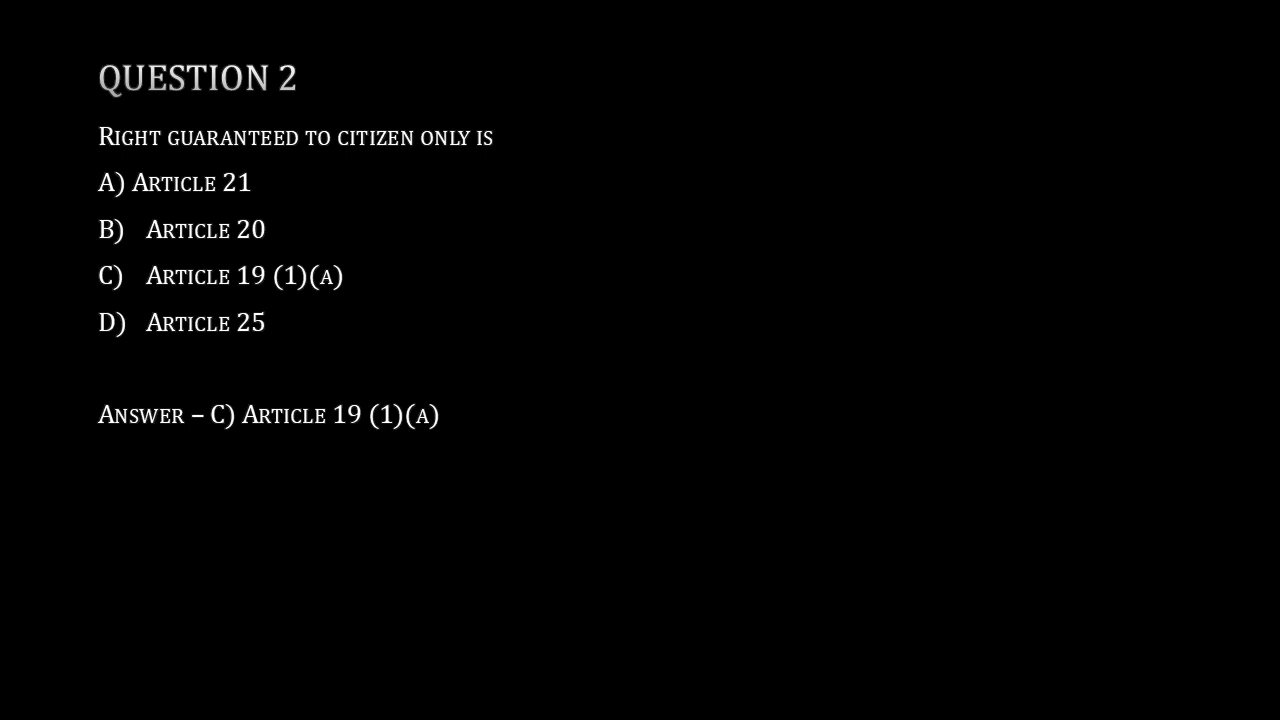 QUESTION 2
Right guaranteed to citizen only is
A) Article 21
B) Article 20
C) Article 19 (1)(a)
D) Article 25
Answer – C) Article 19 (1)(a)